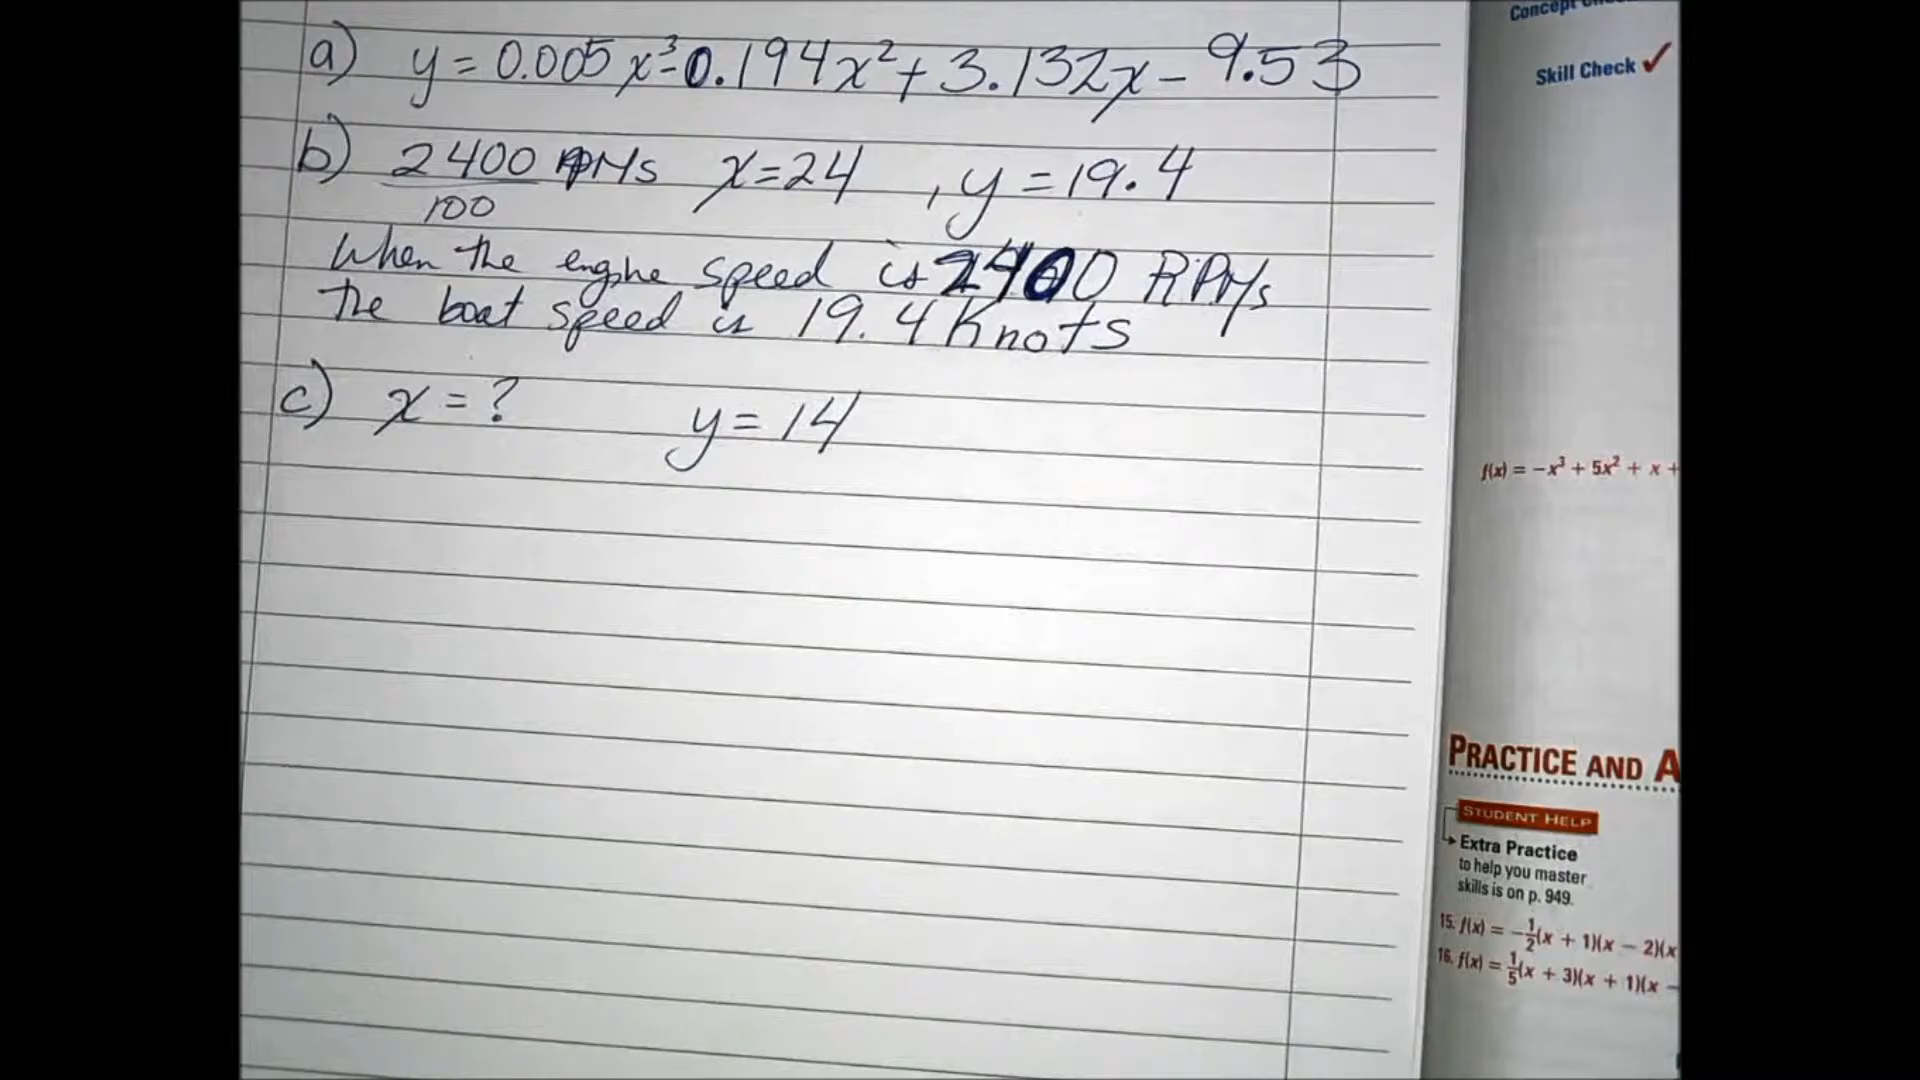 a) y = 0.005x³-0.194x²+ 3.132x - 9.53
b) 2400 RPMs x=24 , y=19.4
100
When the engine speed is 2400 RPMs
the boat speed is 19.4 Knots
c) x = ? y = 14
Concept
Skill Check ✓
f(x) = −x³ + 5x² + x +
PRACTICE AND A
STUDENT HELP
Extra Practice
to help you master
skills is on p. 949.
15. f(x) = −1/2(x + 1)(x − 2)(x
16. f(x) = 1/5(x + 3)(x + 1)(x −